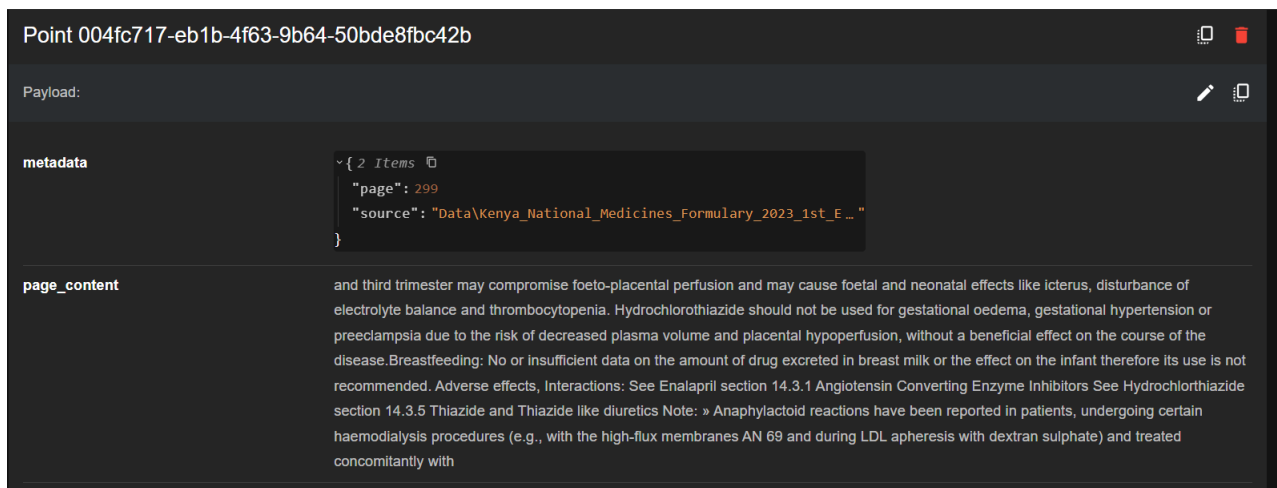 Point 004fc717-eb1b-4f63-9b64-50bde8fbc42b
Payload:
metadata
{ 2 Items
"page": 299
"source": "Data\Kenya_National_Medicines_Formulary_2023_1st_E…"
}
page_content
and third trimester may compromise foeto-placental perfusion and may cause foetal and neonatal effects like icterus, disturbance of
electrolyte balance and thrombocytopenia. Hydrochlorothiazide should not be used for gestational oedema, gestational hypertension or
preeclampsia due to the risk of decreased plasma volume and placental hypoperfusion, without a beneficial effect on the course of the
disease.Breastfeeding: No or insufficient data on the amount of drug excreted in breast milk or the effect on the infant therefore its use is not
recommended. Adverse effects, Interactions: See Enalapril section 14.3.1 Angiotensin Converting Enzyme Inhibitors See Hydrochlorthiazide
section 14.3.5 Thiazide and Thiazide like diuretics Note: » Anaphylactoid reactions have been reported in patients, undergoing certain
haemodialysis procedures (e.g., with the high-flux membranes AN 69 and during LDL apheresis with dextran sulphate) and treated
concomitantly with